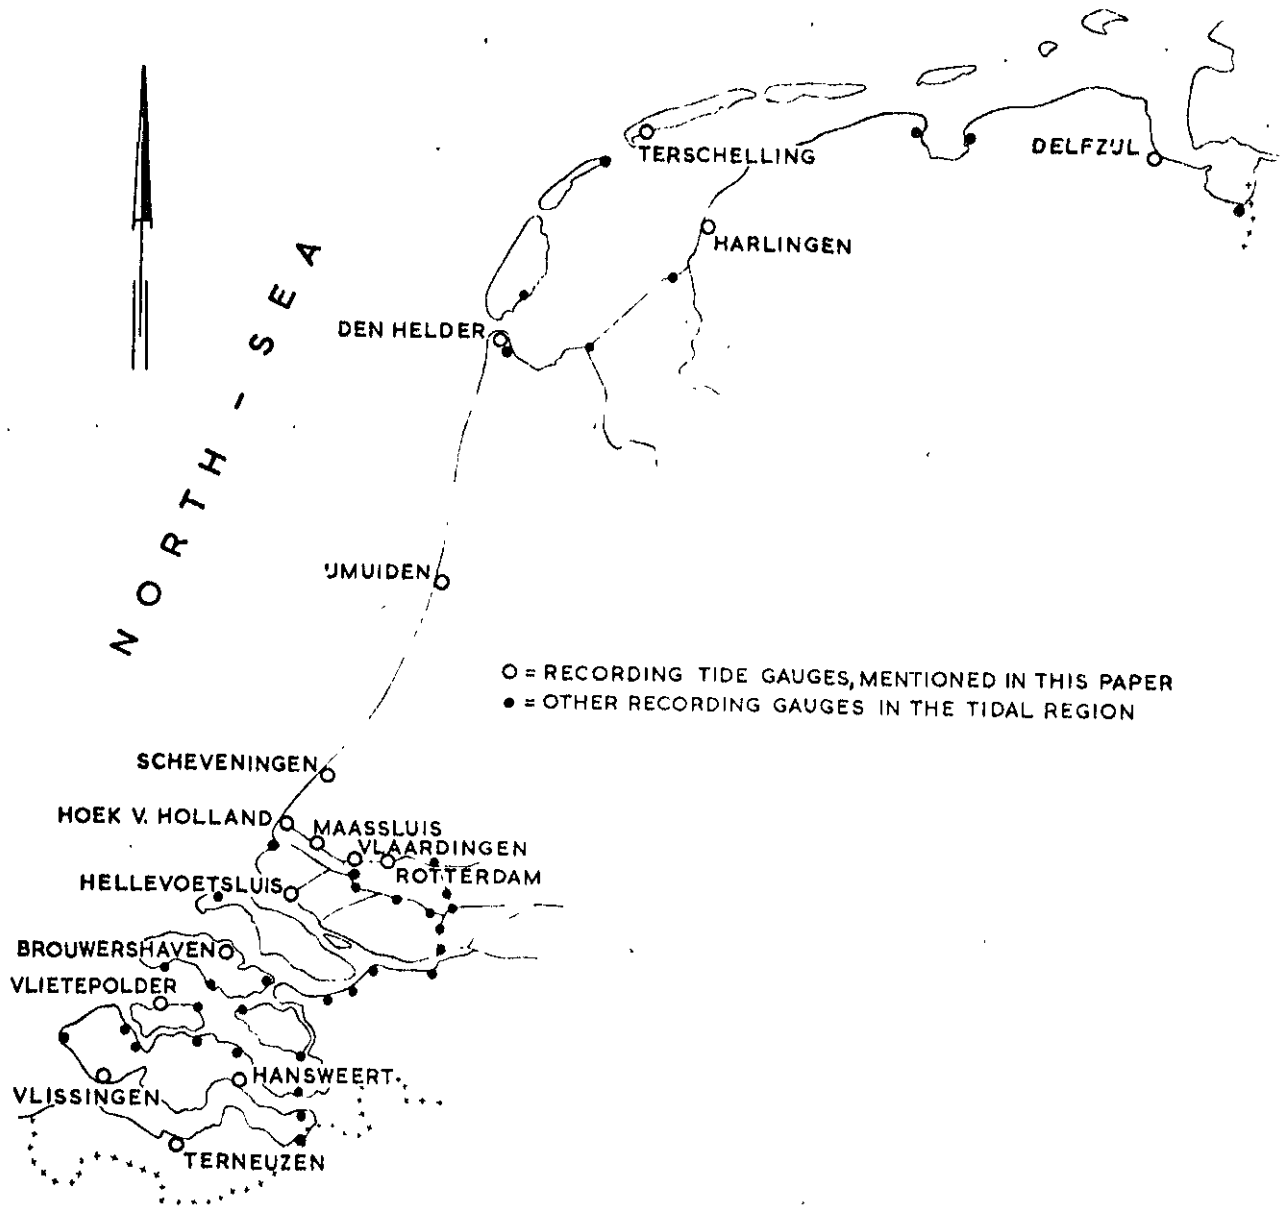 TERSCHELLING
DELFZIJL
HARLINGEN
DEN HELDER
NORTH - SEA
IJMUIDEN
O = RECORDING TIDE GAUGES, MENTIONED IN THIS PAPER
● = OTHER RECORDING GAUGES IN THE TIDAL REGION
SCHEVENINGEN
HOEK V. HOLLAND
MAASSLUIS
VLAARDINGEN
ROTTERDAM
HELLEVOETSLUIS
BROUWERSHAVEN
VLIETEPOLDER
HANSWEERT
VLISSINGEN
TERNEUZEN